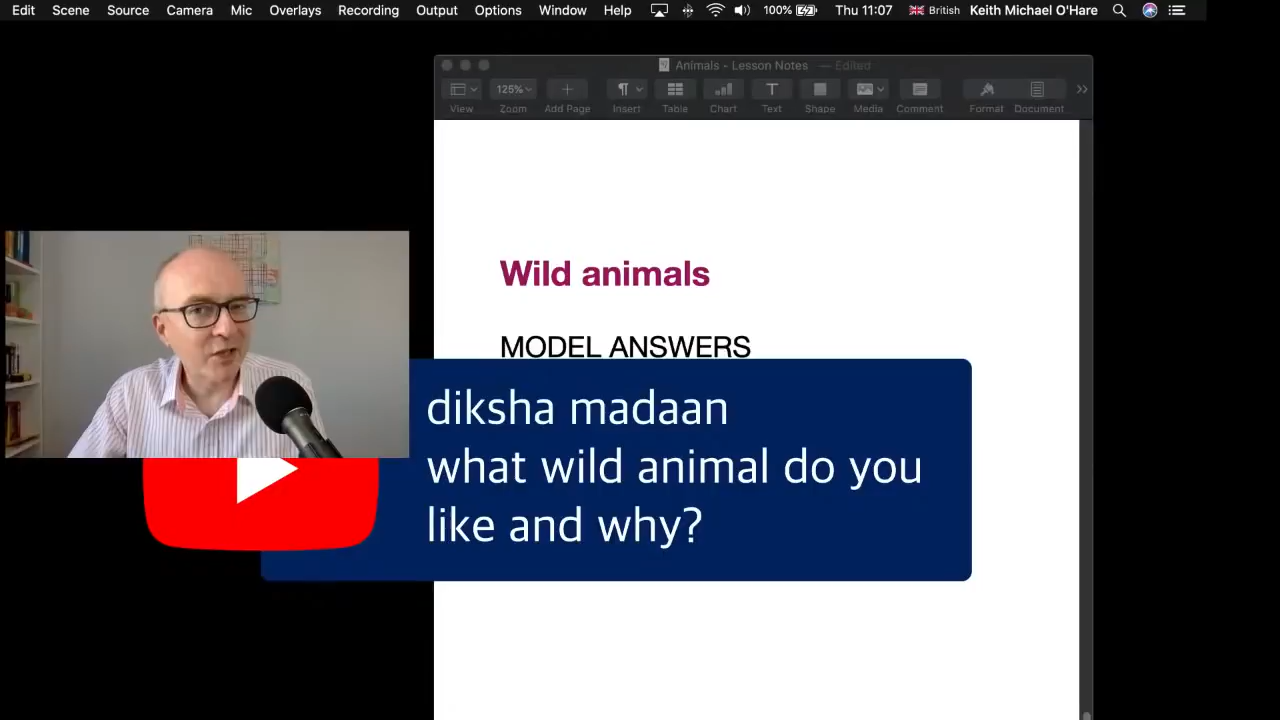 Edit Scene Source Camera Mic Overlays Recording Output Options Window Help 100% Thu 11:07 British Keith Michael O'Hare
Animals - Lesson Notes — Edited
125%
View Zoom Add Page Insert Table Chart Text Shape Media Comment Format Document
Wild animals
MODEL ANSWERS
diksha madaan
what wild animal do you
like and why?